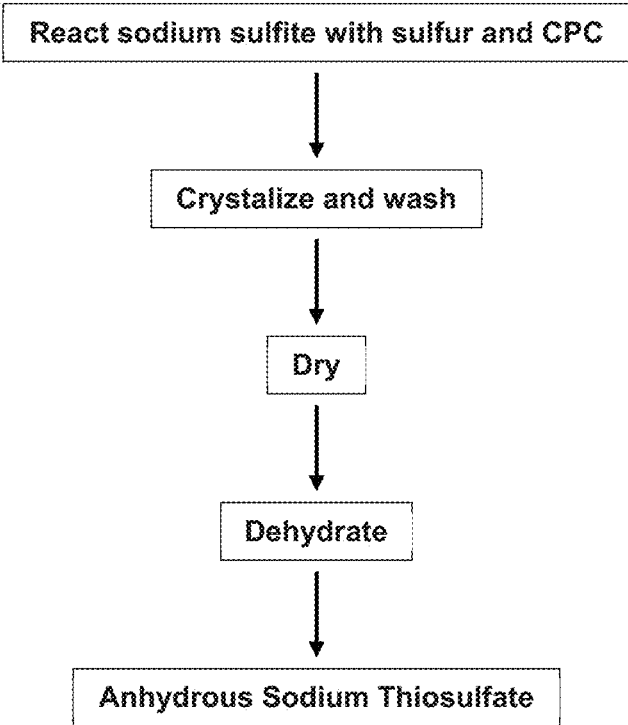 React sodium sulfite with sulfur and CPC
Crystalize and wash
Dry
Dehydrate
Anhydrous Sodium Thiosulfate